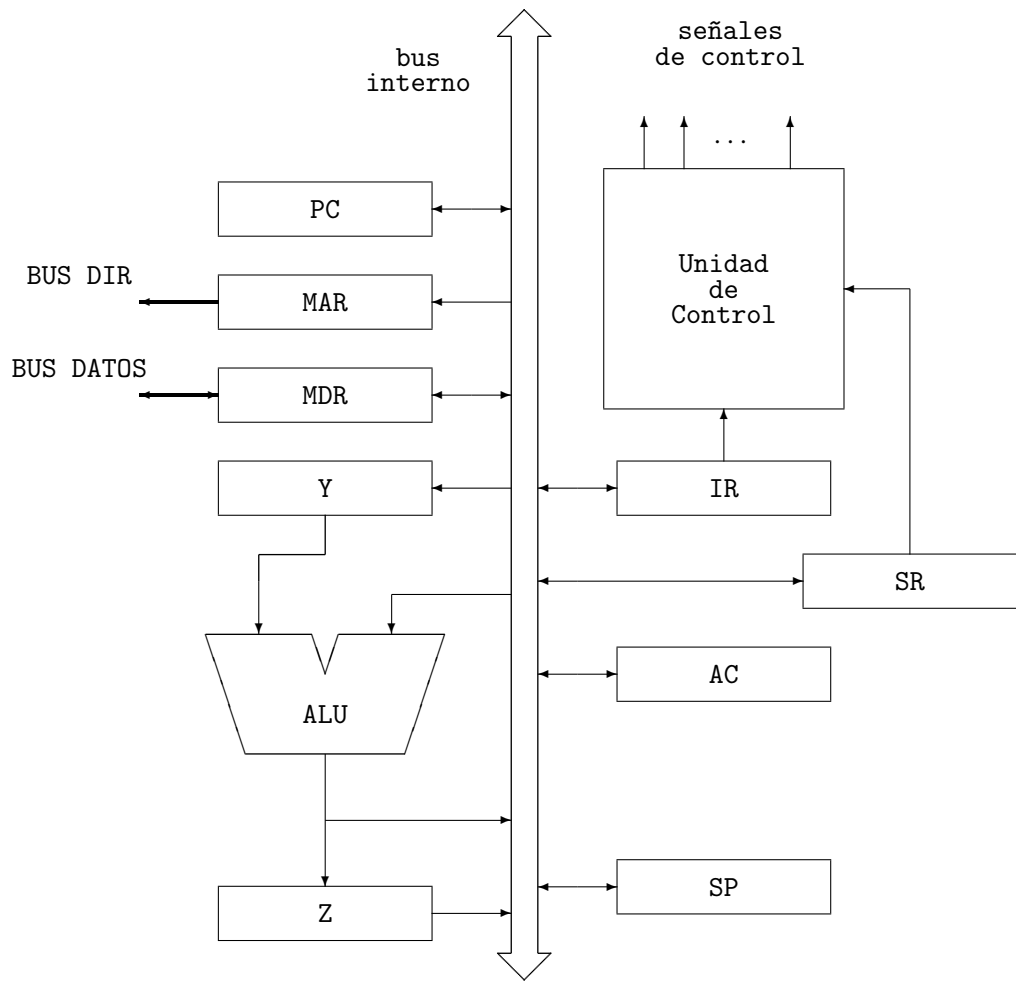 señales
de control
bus
interno
...
PC
BUS DIR
MAR
Unidad
de
Control
BUS DATOS
MDR
Y
IR
SR
AC
ALU
SP
Z